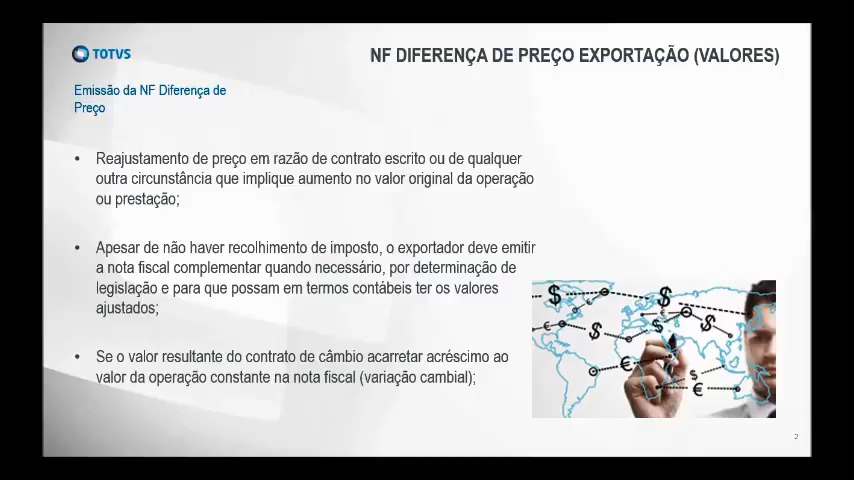 TOTVS
NF DIFERENÇA DE PREÇO EXPORTAÇÃO (VALORES)
Emissão da NF Diferença de
Preço
• Reajustamento de preço em razão de contrato escrito ou de qualquer
outra circunstância que implique aumento no valor original da operação
ou prestação;
• Apesar de não haver recolhimento de imposto, o exportador deve emitir
a nota fiscal complementar quando necessário, por determinação de
legislação e para que possam em termos contábeis ter os valores
ajustados;
• Se o valor resultante do contrato de câmbio acarretar acréscimo ao
valor da operação constante na nota fiscal (variação cambial);
2